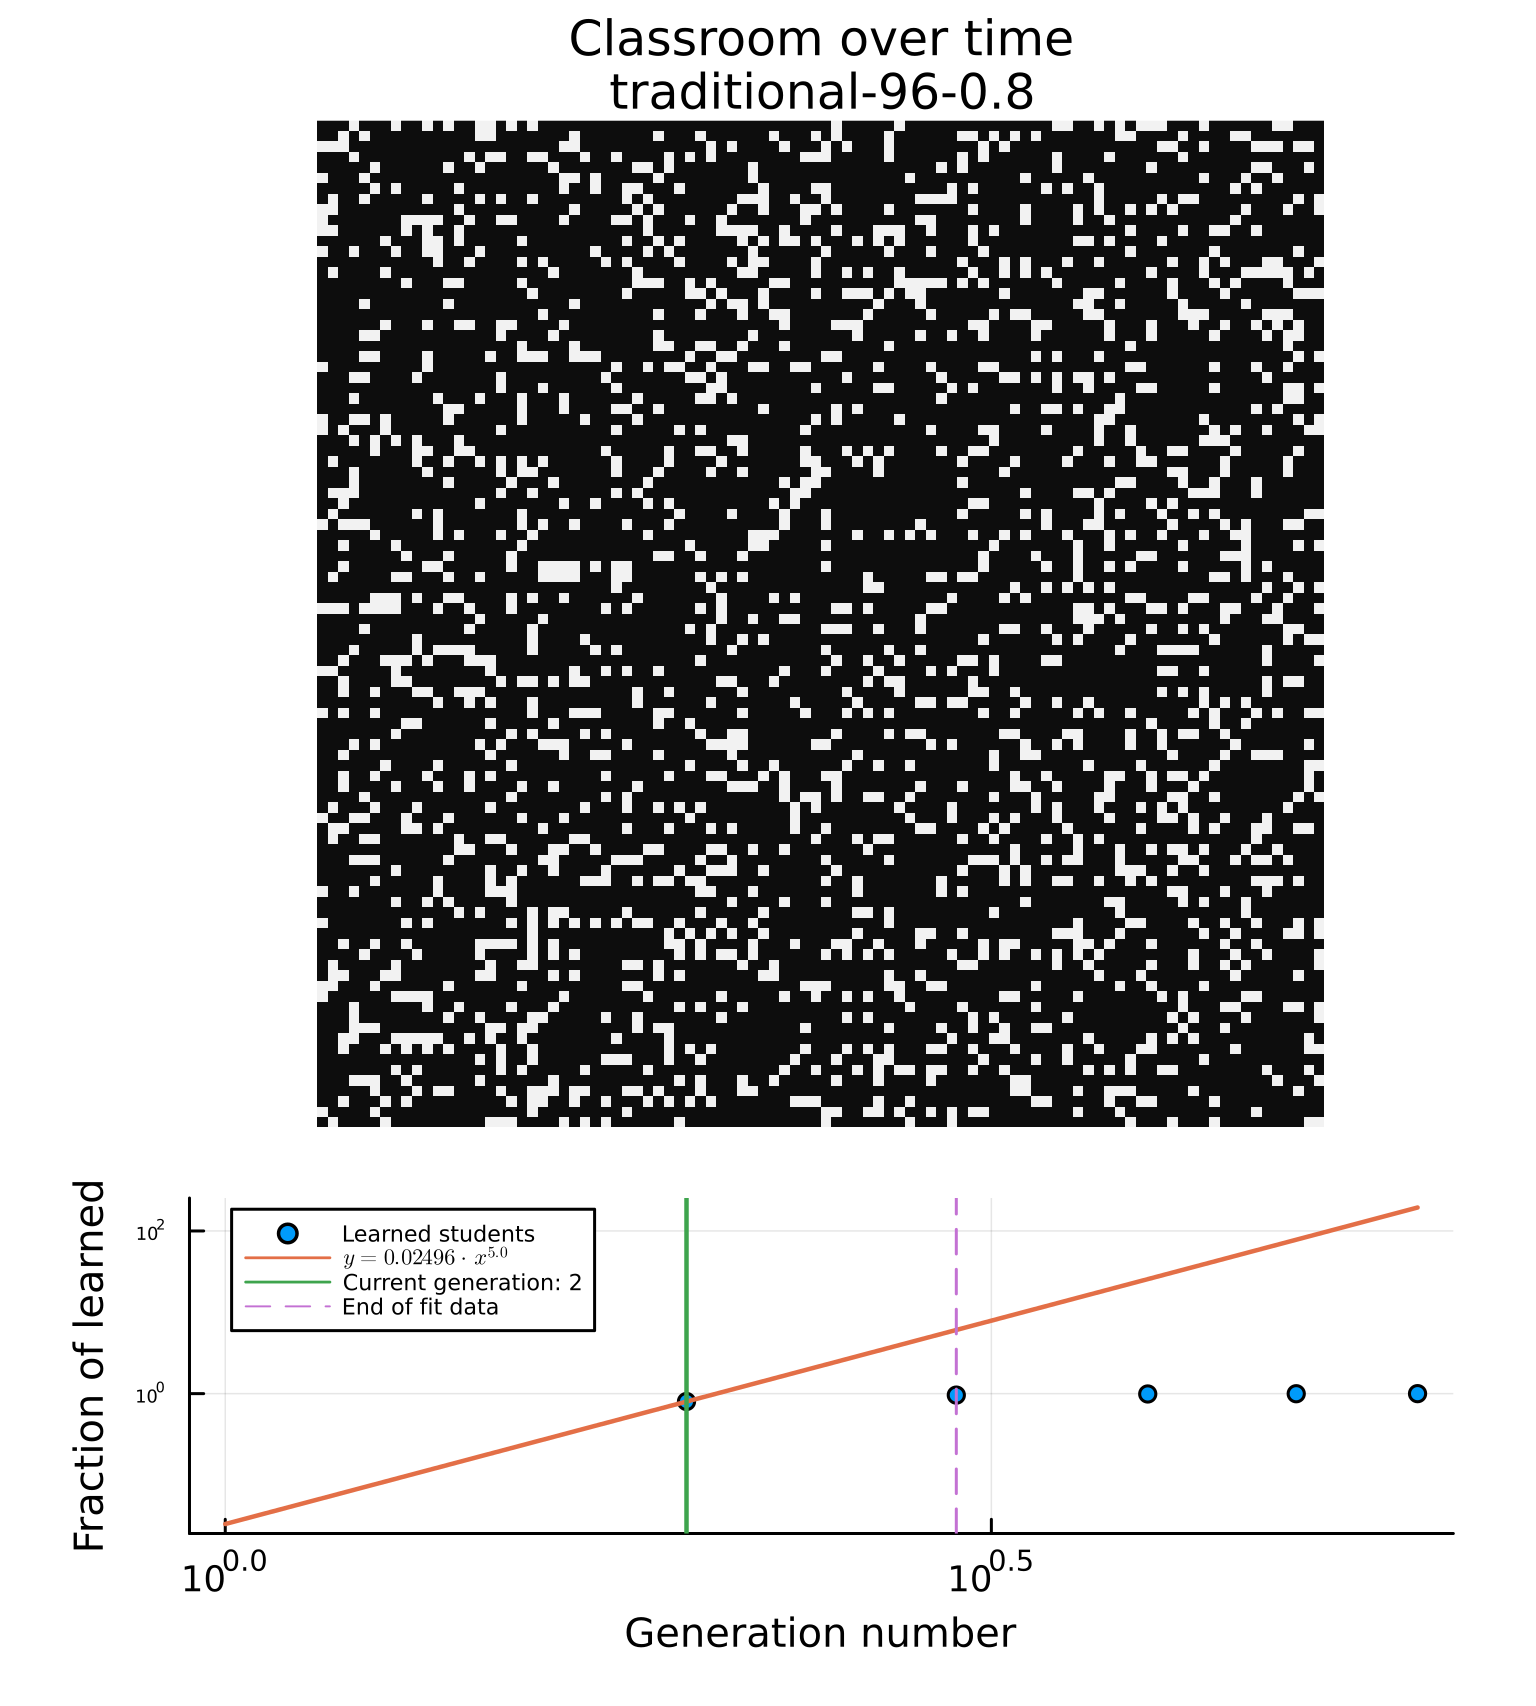 Classroom over time
traditional-96-0.8
Fraction of learned
10^2
10^0
Learned students
y = 0.02496 · x^5.0
Current generation: 2
End of fit data
10^0.0
10^0.5
Generation number